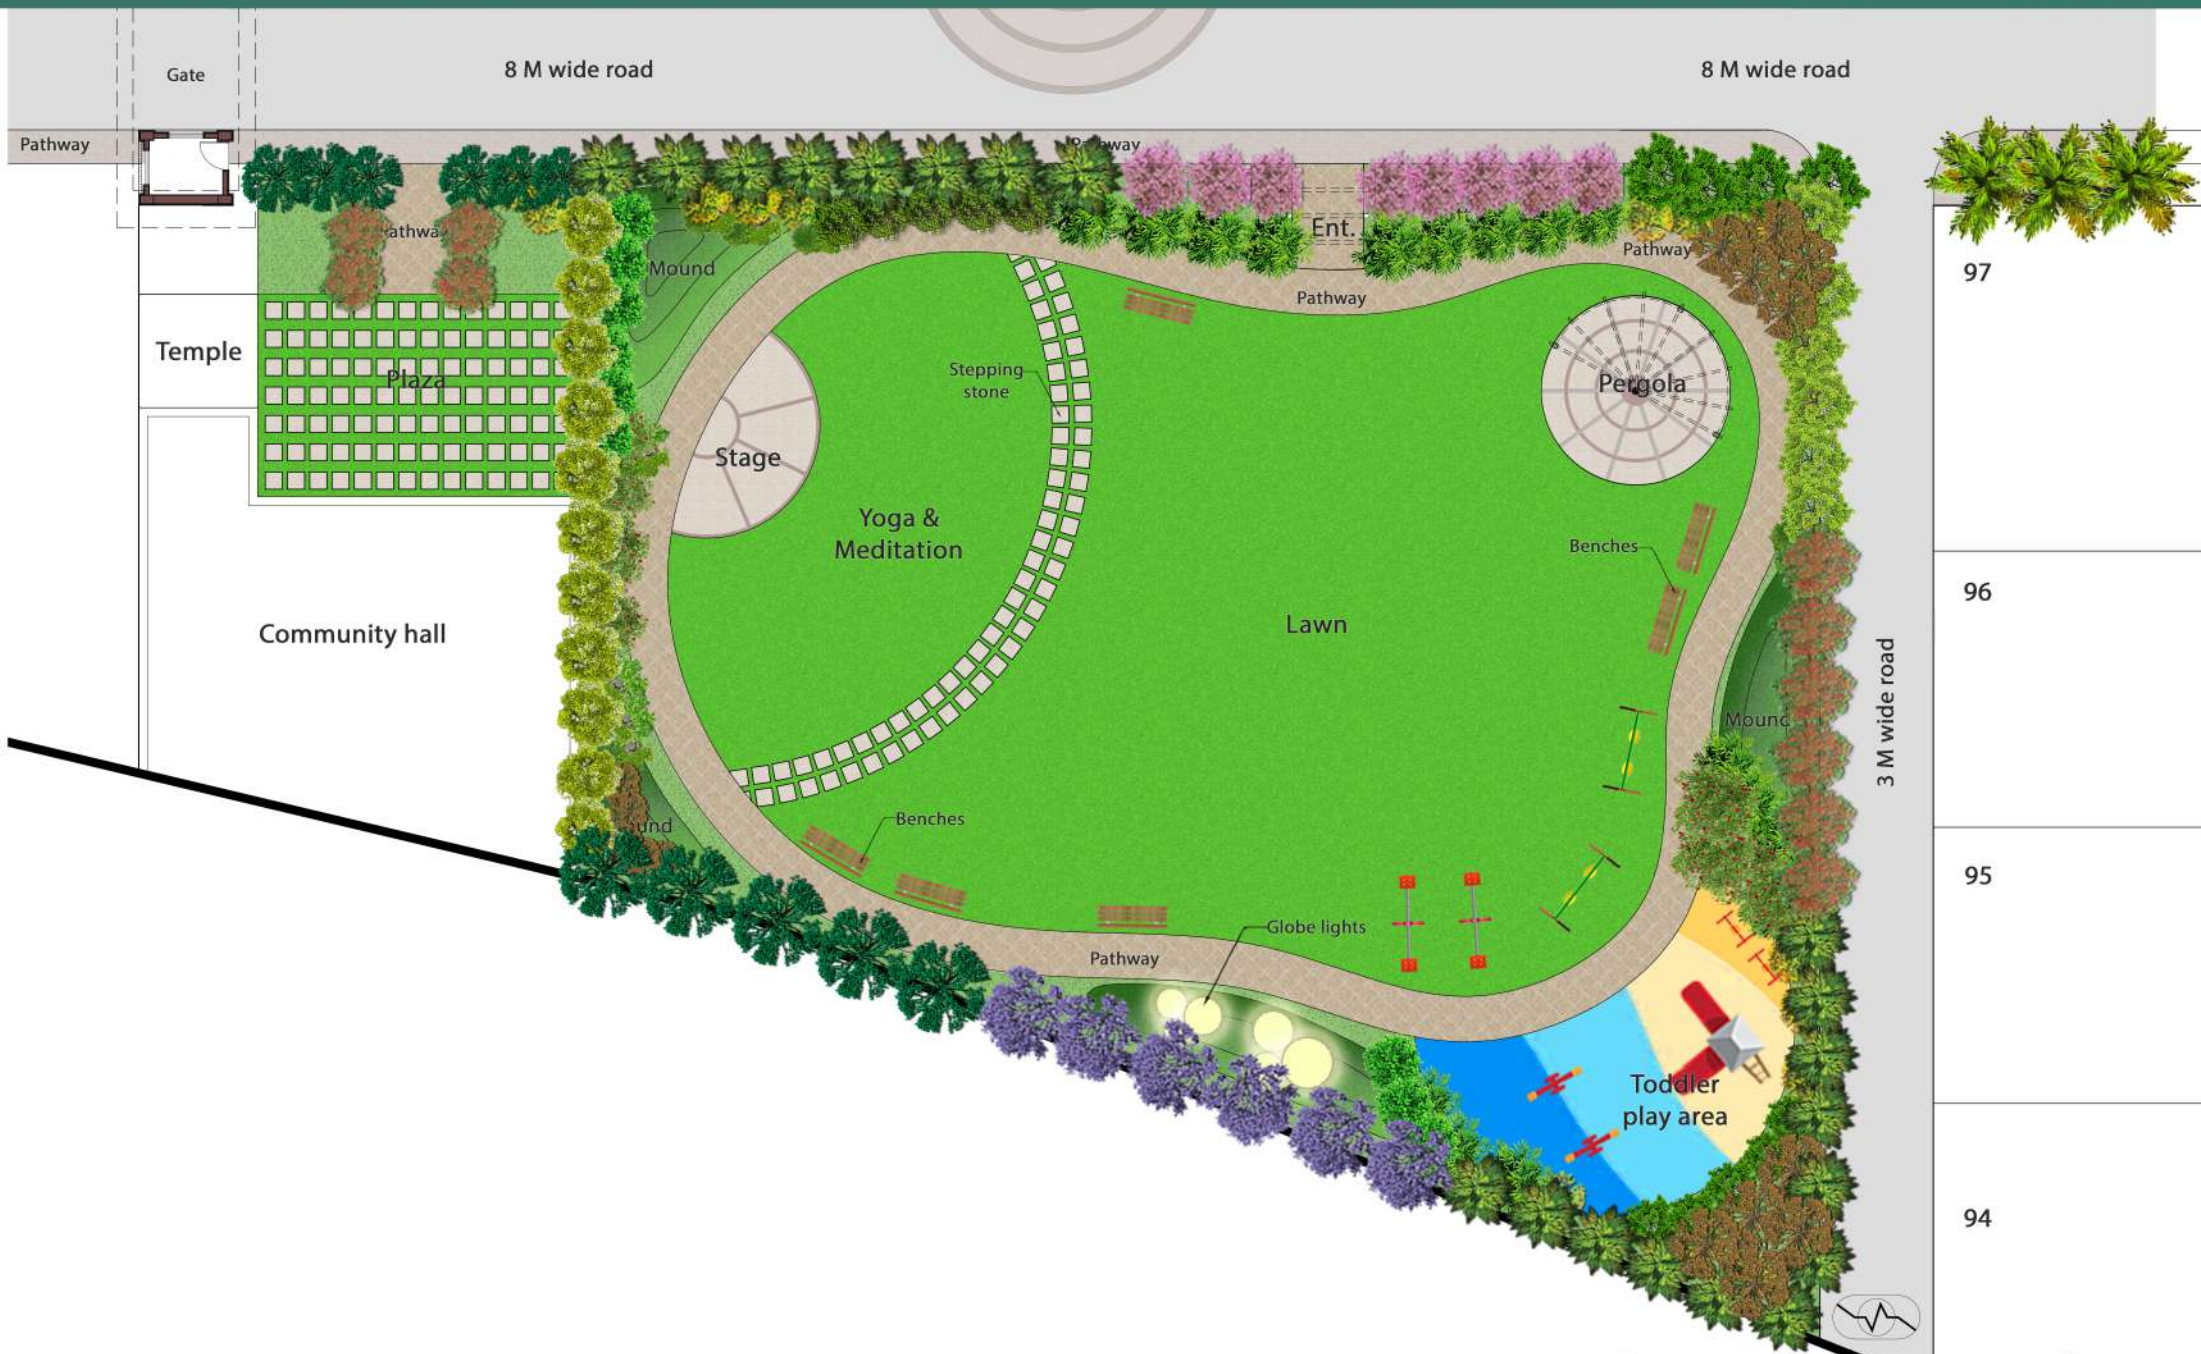 Gate
8 M wide road
8 M wide road
Pathway
Ent.
Pathway
Mound
97
Pathway
Temple
Plaza
Stepping
stone
Pergola
Stage
Yoga &
Meditation
Benches
96
Lawn
Community hall
3 M wide road
Benches
95
Globe lights
Pathway
Toddler
play area
94